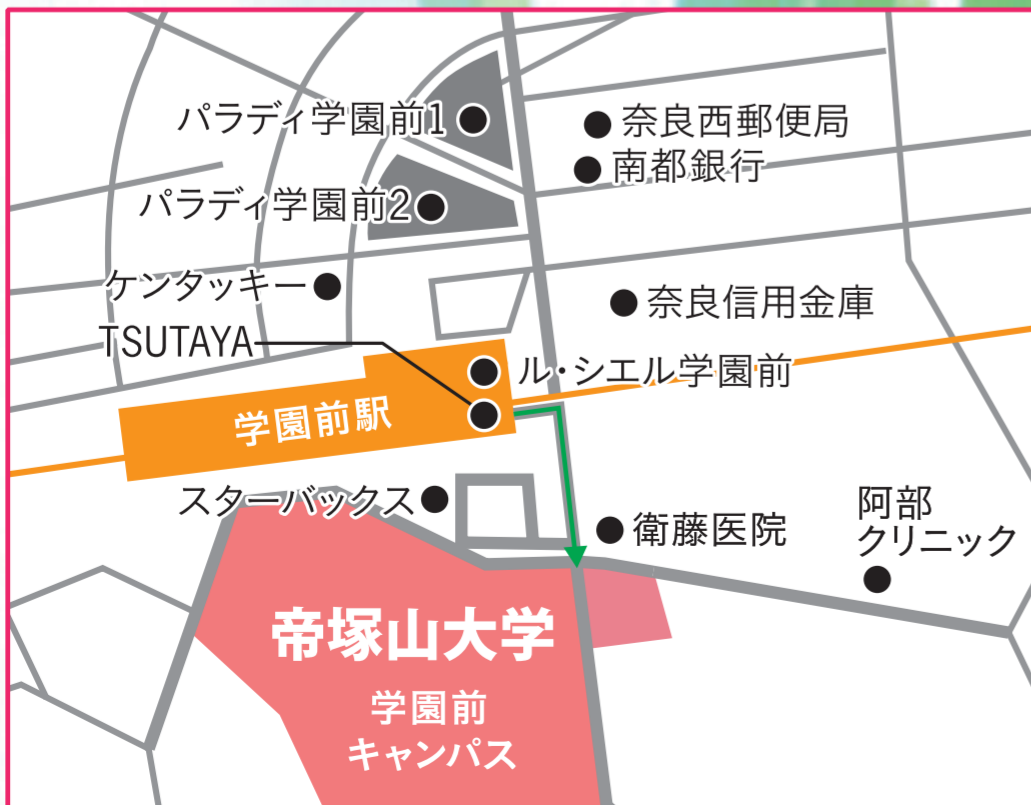 パラディ学園前1
奈良西郵便局
南都銀行
パラディ学園前2
ケンタッキー
奈良信用金庫
TSUTAYA
ル・シエル学園前
学園前駅
スターバックス
衛藤医院
阿部
クリニック
帝塚山大学
学園前
キャンパス